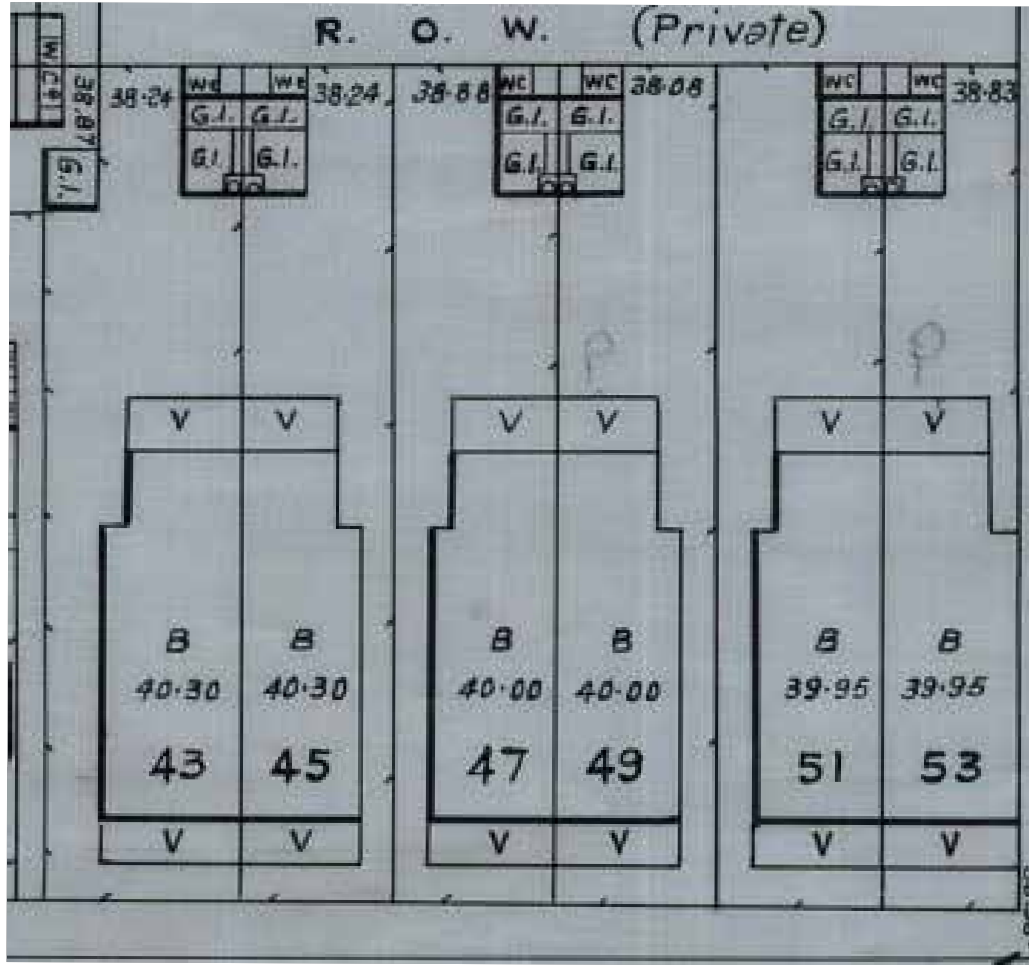 R. O. W. (Private)
WCs
38.87
G.I.
38·24 WC WC 38·24 38·88 WC WC 38·08 WC WC 38·83
G.I. G.I. G.I. G.I. G.I. G.I.
G.I. G.I. G.I. G.I. G.I. G.I.
P P
V V V V V V
B B B B B B
40·30 40·30 40·00 40·00 39·95 39·95
43 45 47 49 51 53
V V V V V V